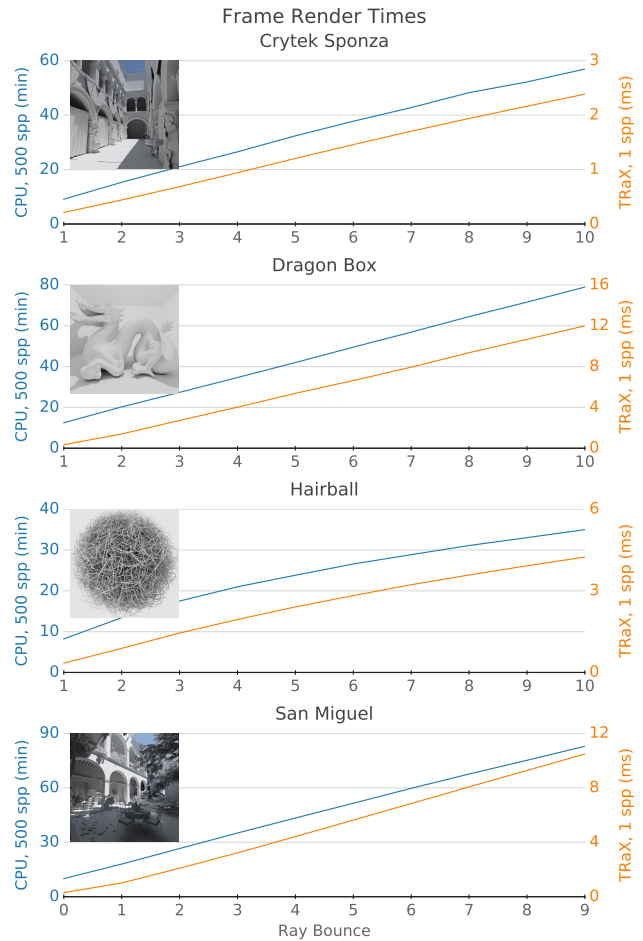 Frame Render Times
Crytek Sponza
CPU, 500 spp (min)
60
40
20
0
3
2
1
0
TRaX, 1 spp (ms)
1 2 3 4 5 6 7 8 9 10
Dragon Box
CPU, 500 spp (min)
80
60
40
20
0
16
12
8
4
0
TRaX, 1 spp (ms)
1 2 3 4 5 6 7 8 9 10
Hairball
CPU, 500 spp (min)
40
30
20
10
0
6
3
0
TRaX, 1 spp (ms)
1 2 3 4 5 6 7 8 9 10
San Miguel
CPU, 500 spp (min)
90
60
30
0
12
8
4
0
TRaX, 1 spp (ms)
0 1 2 3 4 5 6 7 8 9
Ray Bounce